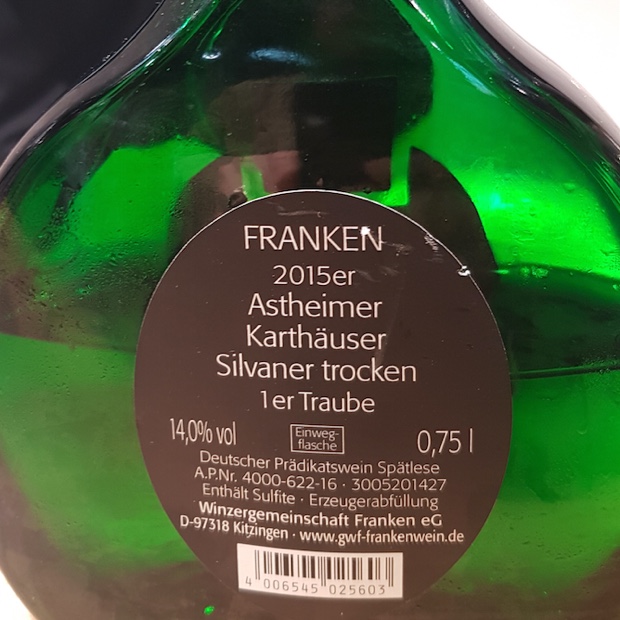 FRANKEN
2015er
Astheimer
Karthäuser
Silvaner trocken
1er Traube
14,0% vol
Einweg-
flasche
0,75 l
Deutscher Prädikatswein Spätlese
A.P.Nr. 4000-622-16 · 3005201427
Enthält Sulfite · Erzeugerabfüllung
Winzergemeinschaft Franken eG
D-97318 Kitzingen · www.gwf-frankenwein.de
4 006545 025603